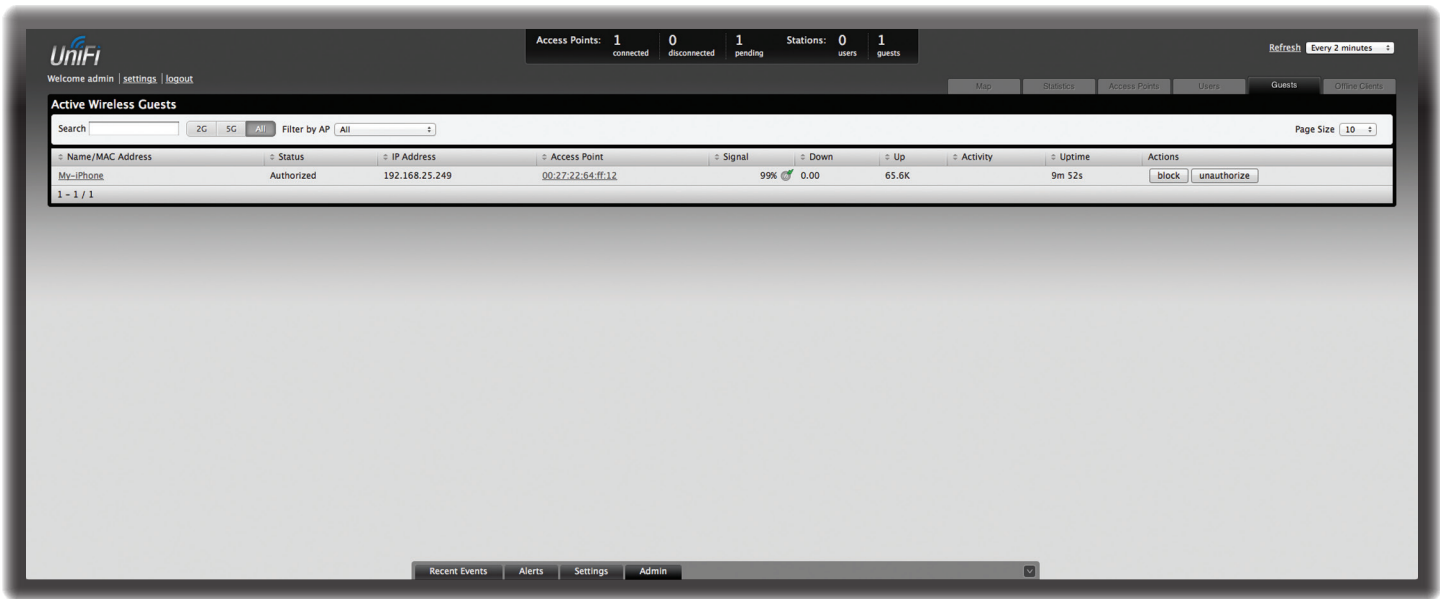 UniFi
Access Points: 1 connected 0 disconnected 1 pending Stations: 0 users 1 guests
Refresh Every 2 minutes
Welcome admin | settings | logout
Map Statistics Access Points Users Guests Offline Clients
Active Wireless Guests
Search 2G 5G All Filter by AP All Page Size 10
Name/MAC Address Status IP Address Access Point Signal Down Up Activity Uptime Actions
My-iPhone Authorized 192.168.25.249 00:27:22:64:ff:12 99% 0.00 65.6K 9m 52s block unauthorize
1 - 1 / 1
Recent Events Alerts Settings Admin